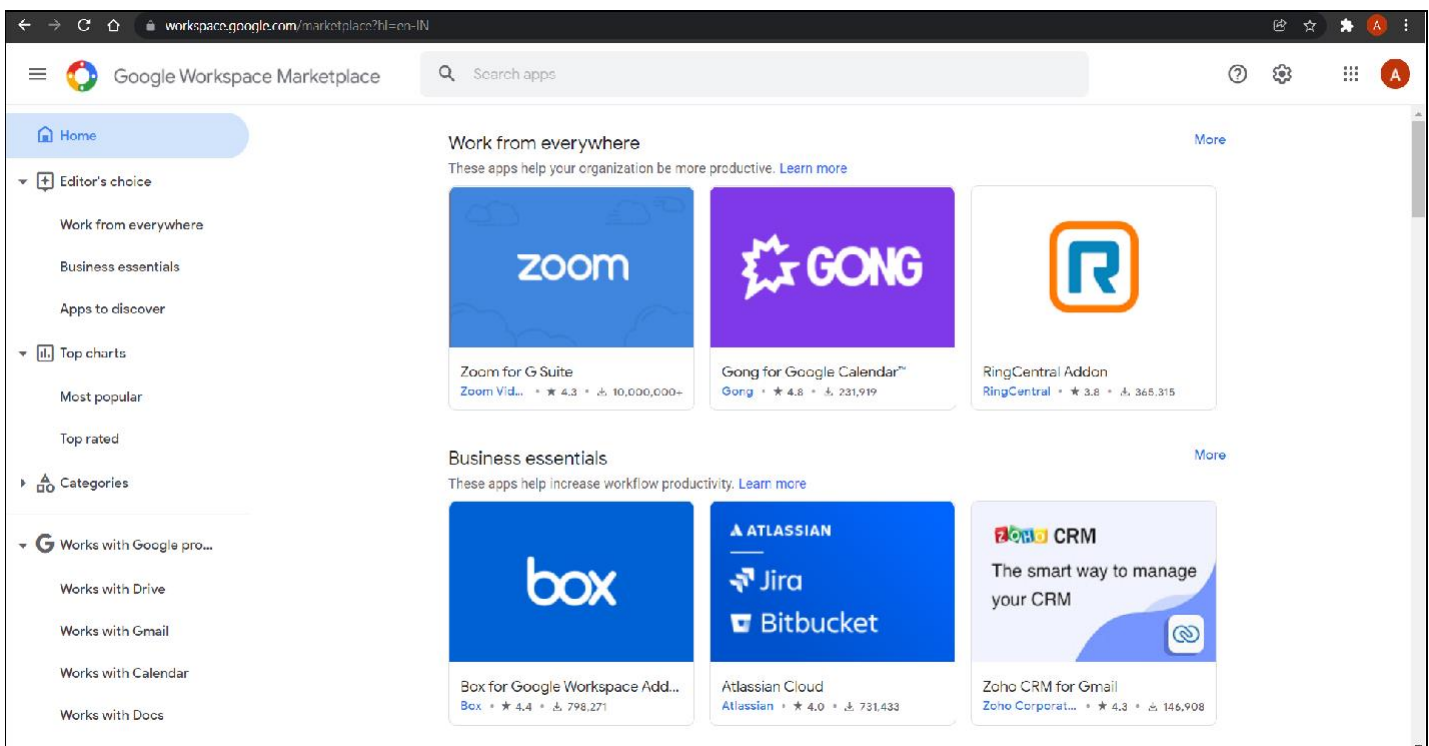 workspace.google.com/marketplace?hl=en-IN
A
Google Workspace Marketplace
Search apps
A
Home
Editor's choice
Work from everywhere
Business essentials
Apps to discover
Top charts
Most popular
Top rated
Categories
Works with Google pro...
Works with Drive
Works with Gmail
Works with Calendar
Works with Docs
Work from everywhere
More
These apps help your organization be more productive. Learn more
zoom
Zoom for G Suite
Zoom Vid... • ★ 4.3 • 10,000,000+
GONG
Gong for Google Calendar™
Gong • ★ 4.8 • 231,919
R
RingCentral Addon
RingCentral • ★ 3.8 • 365,315
Business essentials
More
These apps help increase workflow productivity. Learn more
box
Box for Google Workspace Add...
Box • ★ 4.4 • 798,271
ATLASSIAN
Jira
Bitbucket
Atlassian Cloud
Atlassian • ★ 4.0 • 731,433
ZOHO CRM
The smart way to manage
your CRM
Zoho CRM for Gmail
Zoho Corporat... • ★ 4.3 • 146,908